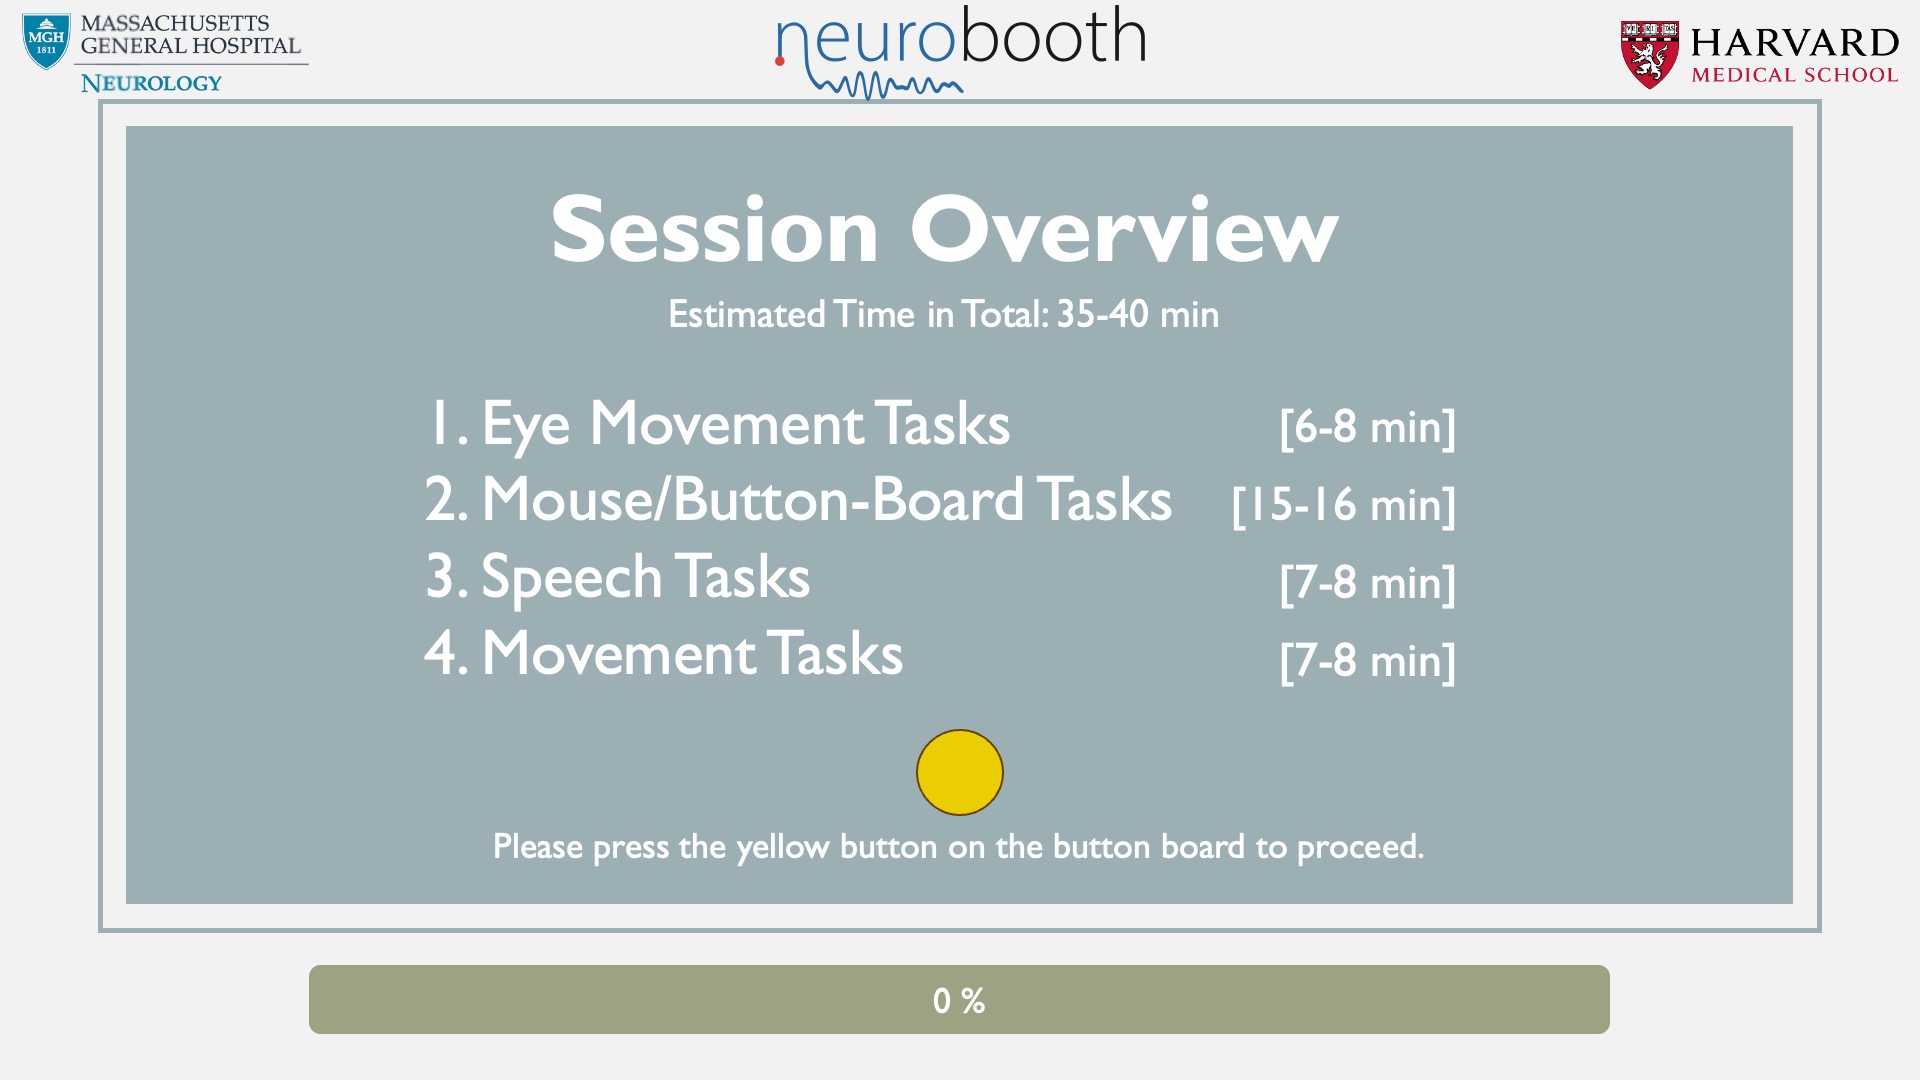 MGH
1811
MASSACHUSETTS
GENERAL HOSPITAL
NEUROLOGY
neurobooth
VE RI TAS
HARVARD
MEDICAL SCHOOL
Session Overview
Estimated Time in Total: 35-40 min
1. Eye Movement Tasks [6-8 min]
2. Mouse/Button-Board Tasks [15-16 min]
3. Speech Tasks [7-8 min]
4. Movement Tasks [7-8 min]
Please press the yellow button on the button board to proceed.
0 %